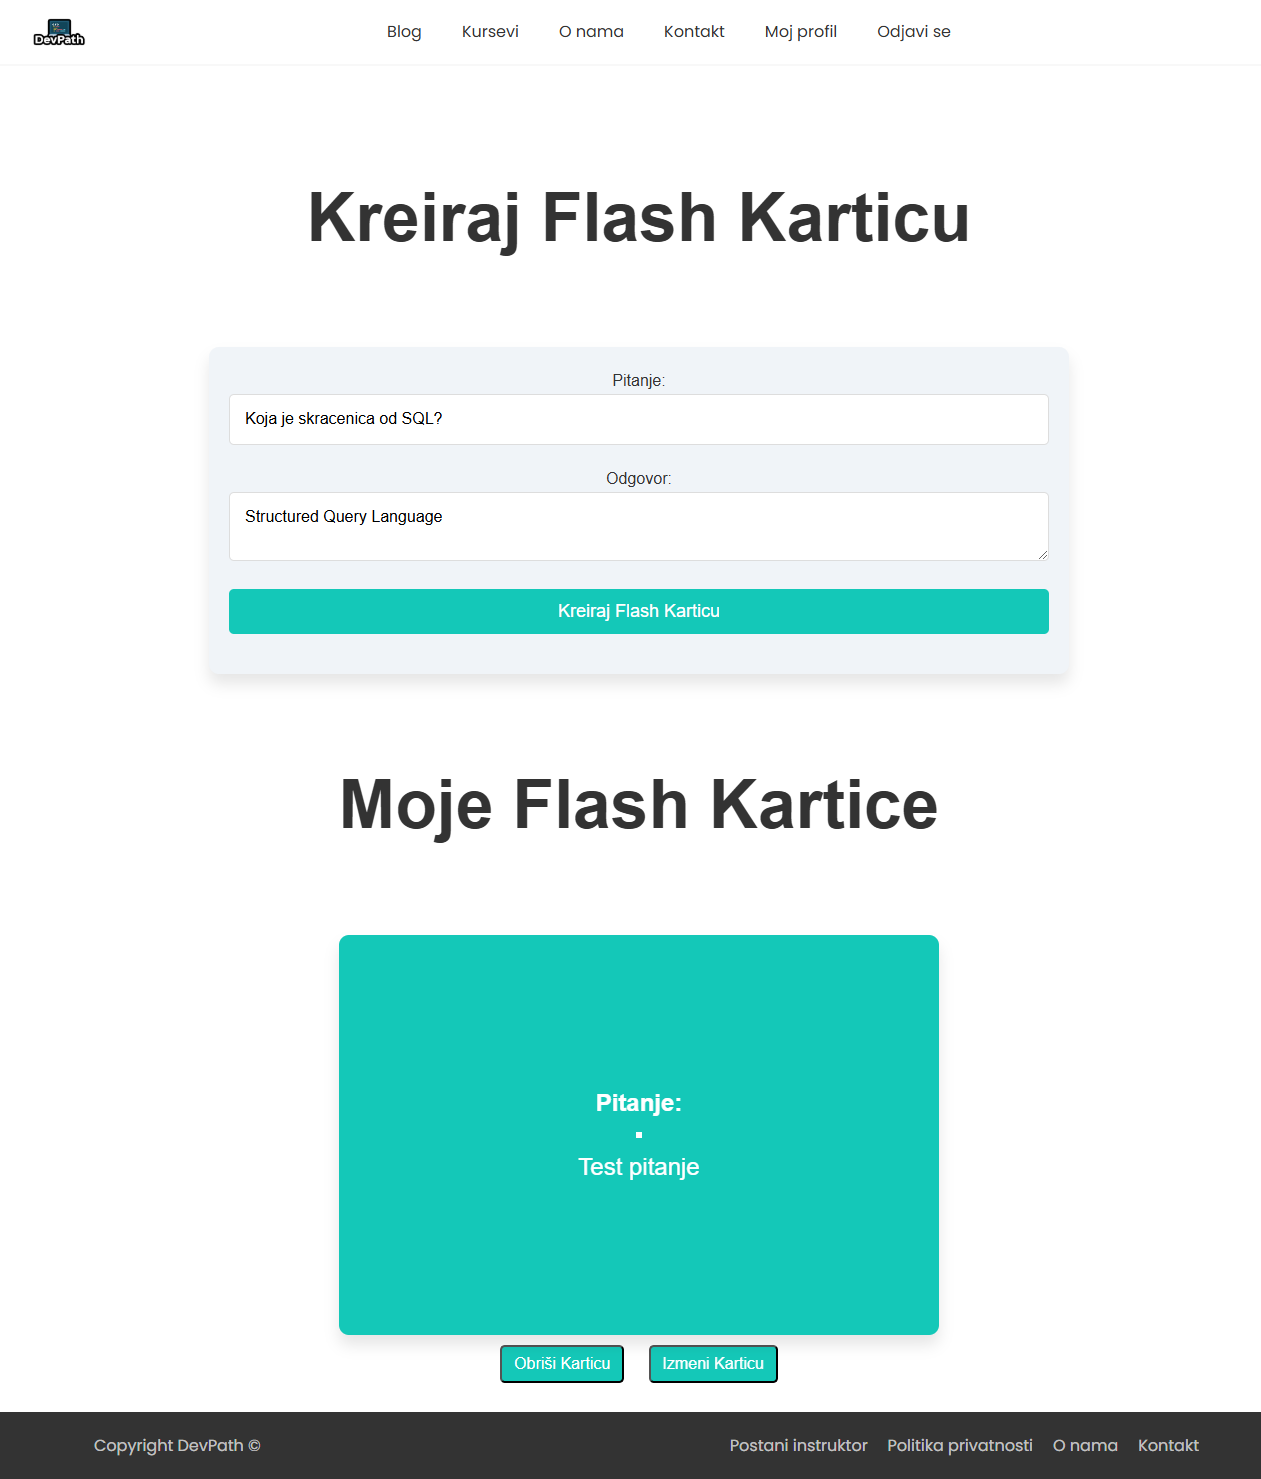 DevPath
Blog Kursevi O nama Kontakt Moj profil Odjavi se
Kreiraj Flash Karticu
Pitanje:
Koja je skracenica od SQL?
Odgovor:
Structured Query Language
Kreiraj Flash Karticu
Moje Flash Kartice
Pitanje:
Test pitanje
Obriši Karticu Izmeni Karticu
Copyright DevPath © Postani instruktor Politika privatnosti O nama Kontakt